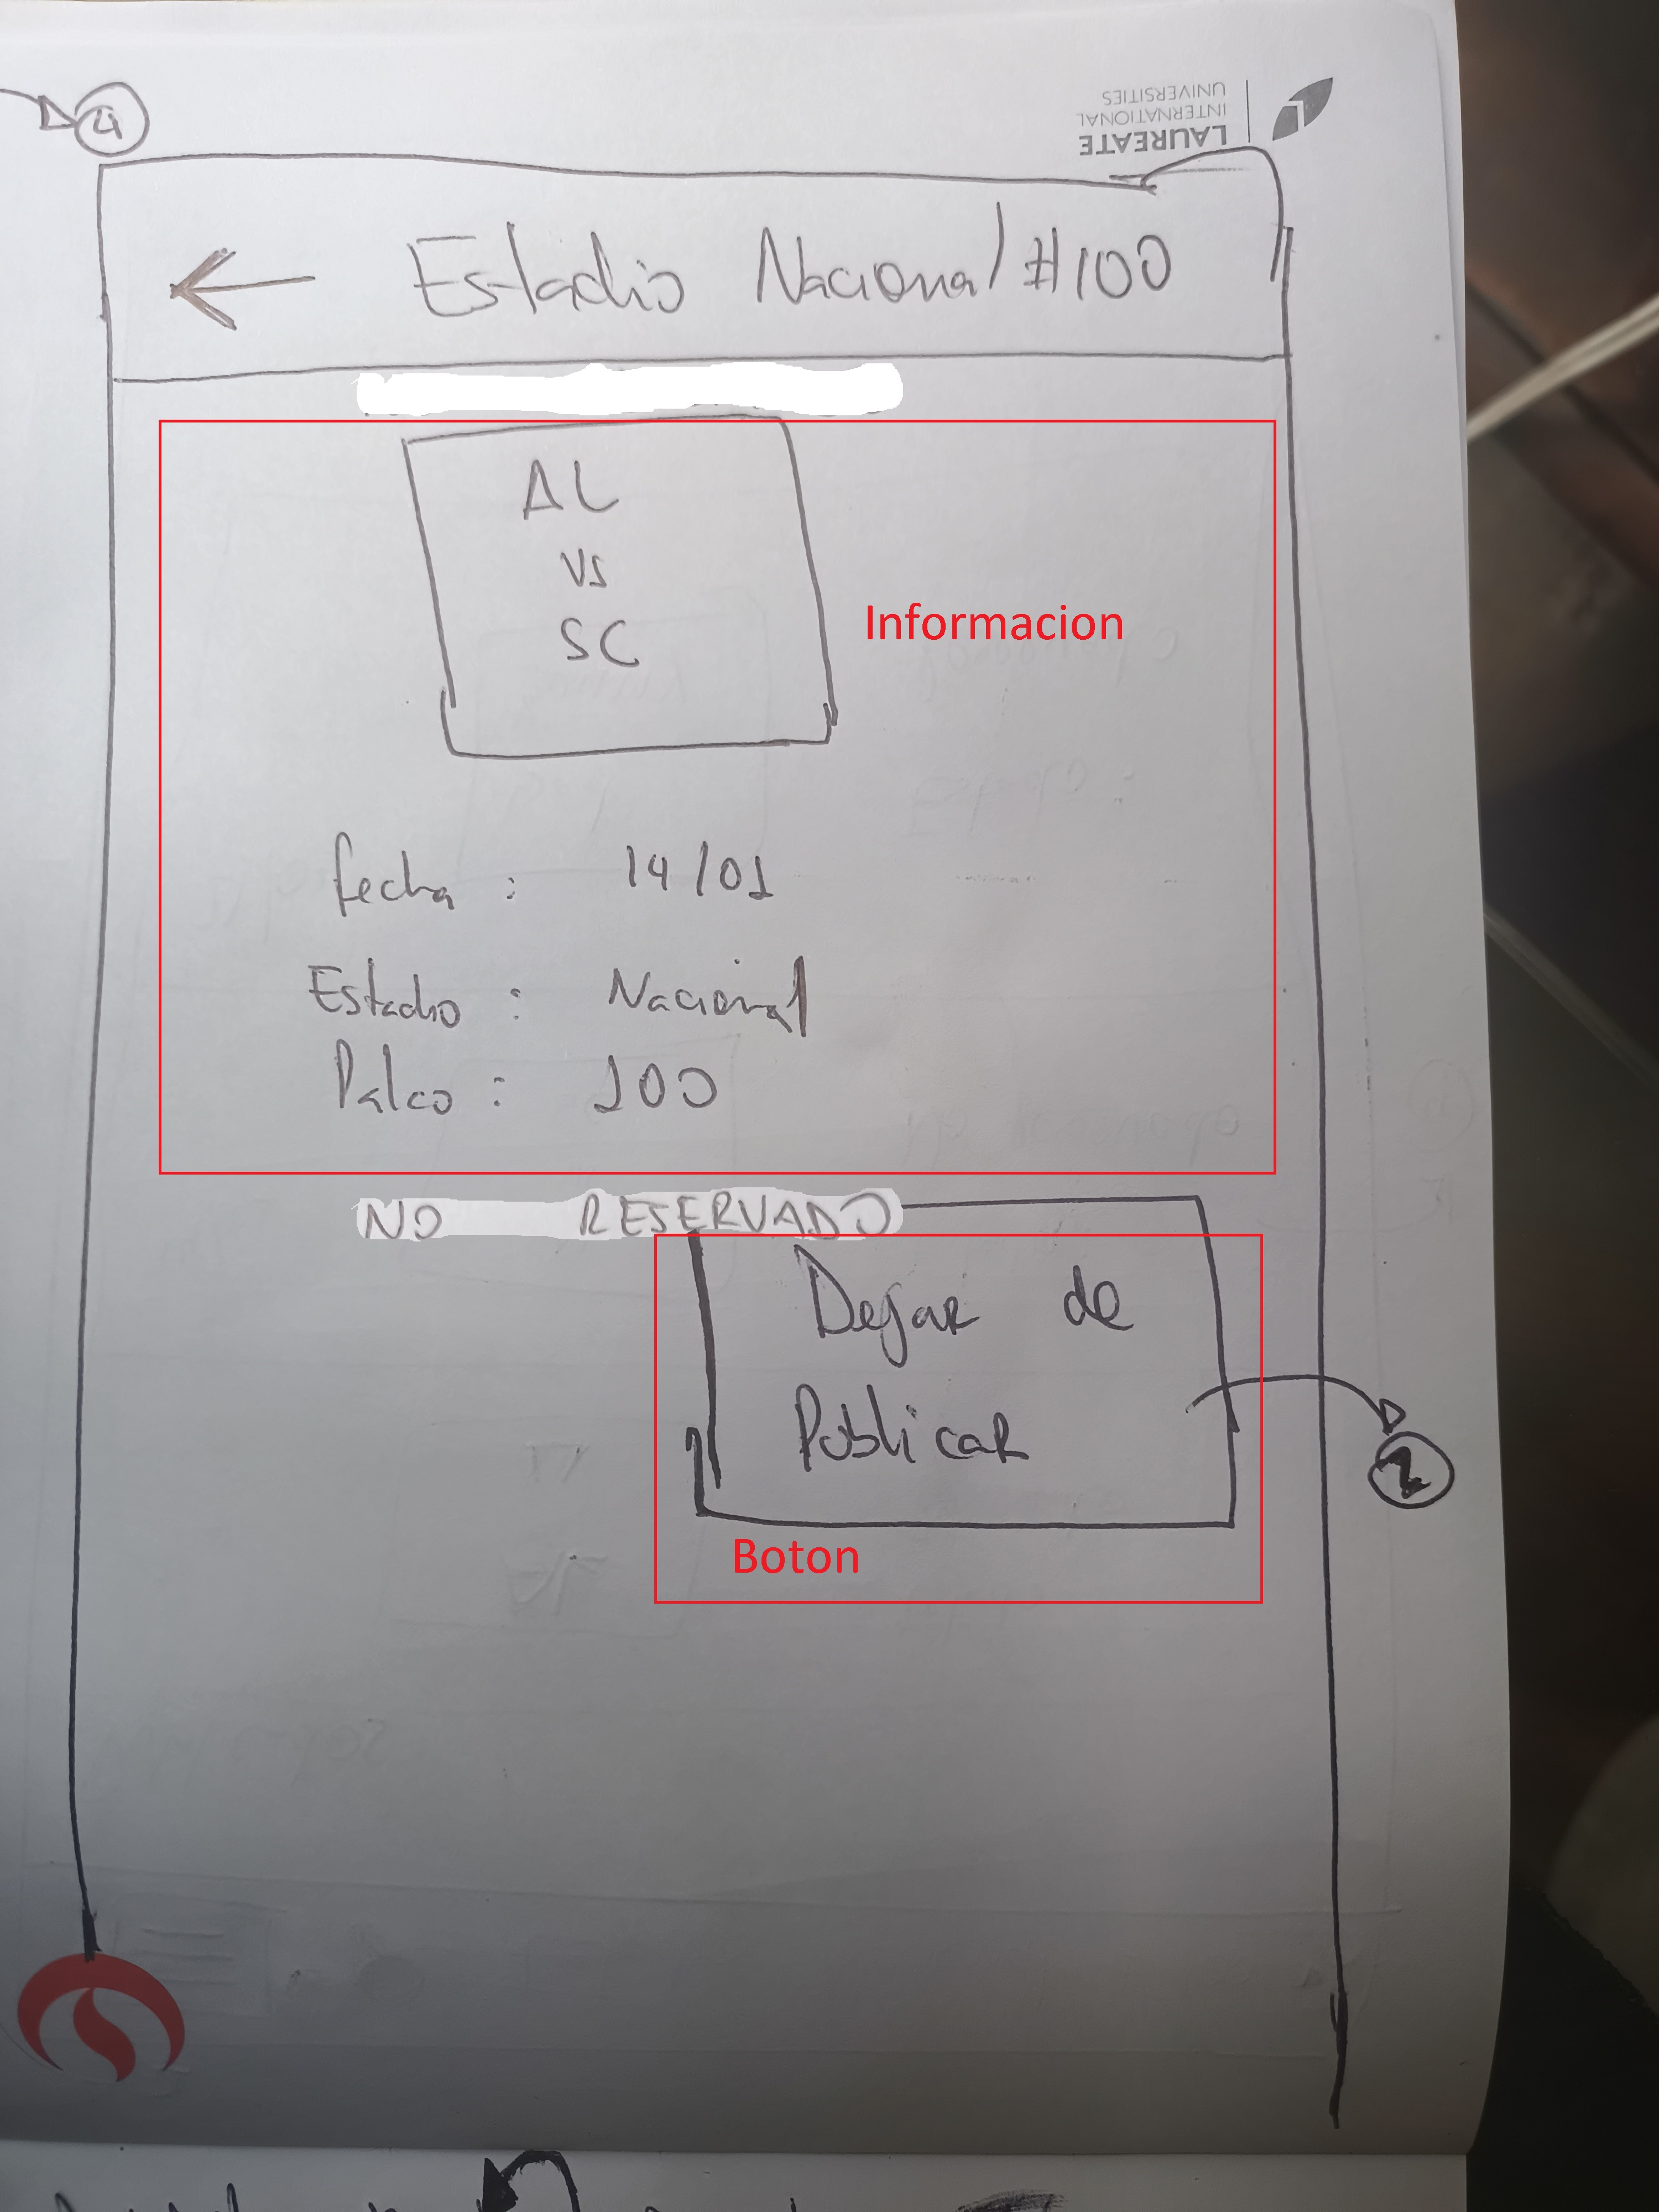 4
LAUREATE
INTERNATIONAL
UNIVERSITIES
Estadio Nacional #100
AL
vs
SC
Informacion
fecha : 14/01
Estadio : Nacional
Palco : 100
NO RESERVADO
Dejar de
Publicar
2
Boton